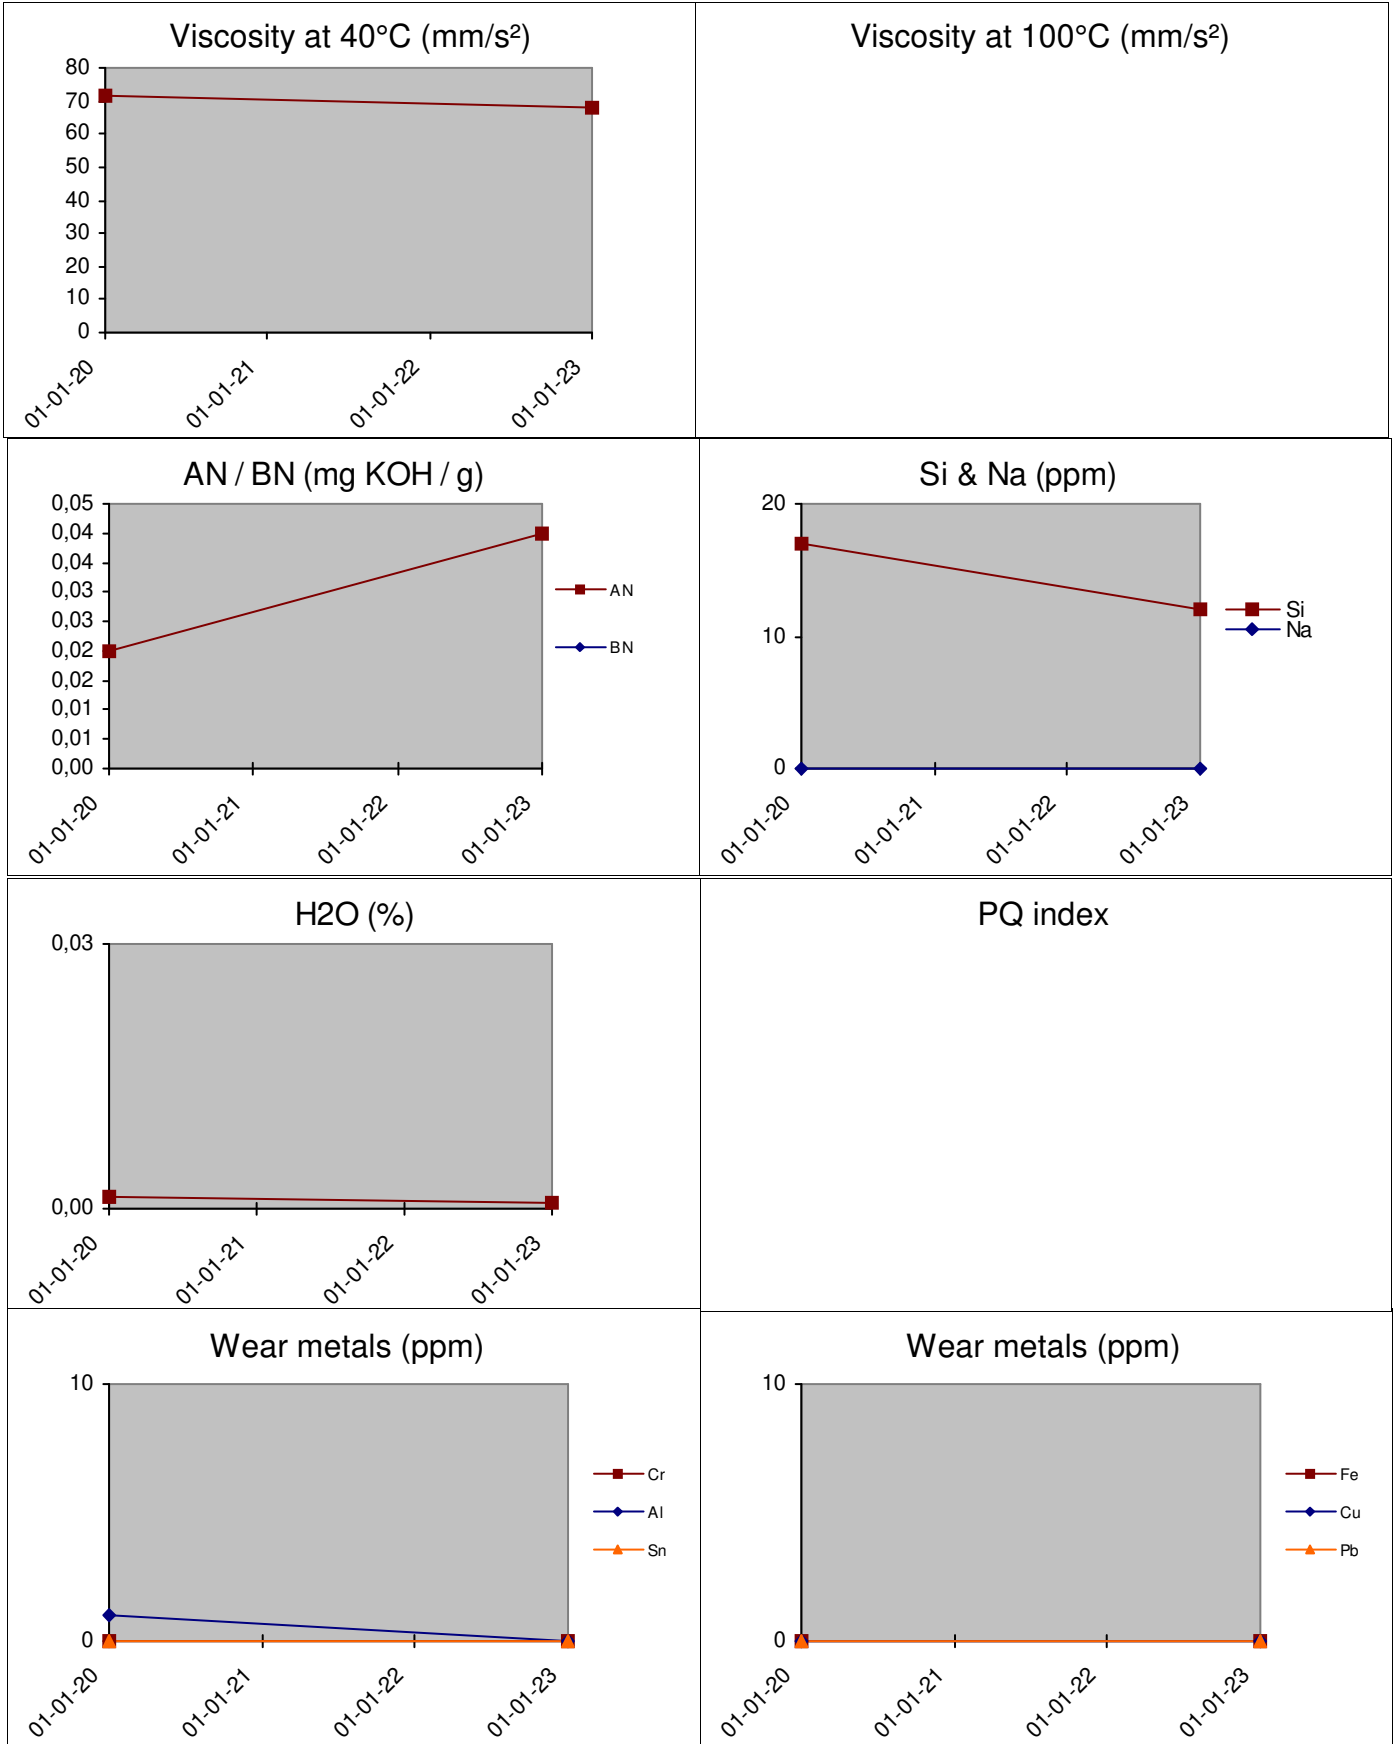 Viscosity at 40°C (mm/s²)
80
70
60
50
40
30
20
10
0
01-01-20
01-01-21
01-01-22
01-01-23
Viscosity at 100°C (mm/s²)
AN / BN (mg KOH / g)
0,05
0,04
0,04
0,03
0,03
0,02
0,02
0,01
0,01
0,00
01-01-20
01-01-21
01-01-22
01-01-23
AN
BN
Si & Na (ppm)
20
10
0
01-01-20
01-01-21
01-01-22
01-01-23
Si
Na
H2O (%)
0,03
0,00
01-01-20
01-01-21
01-01-22
01-01-23
PQ index
Wear metals (ppm)
10
0
01-01-20
01-01-21
01-01-22
01-01-23
Cr
Al
Sn
Wear metals (ppm)
10
0
01-01-20
01-01-21
01-01-22
01-01-23
Fe
Cu
Pb